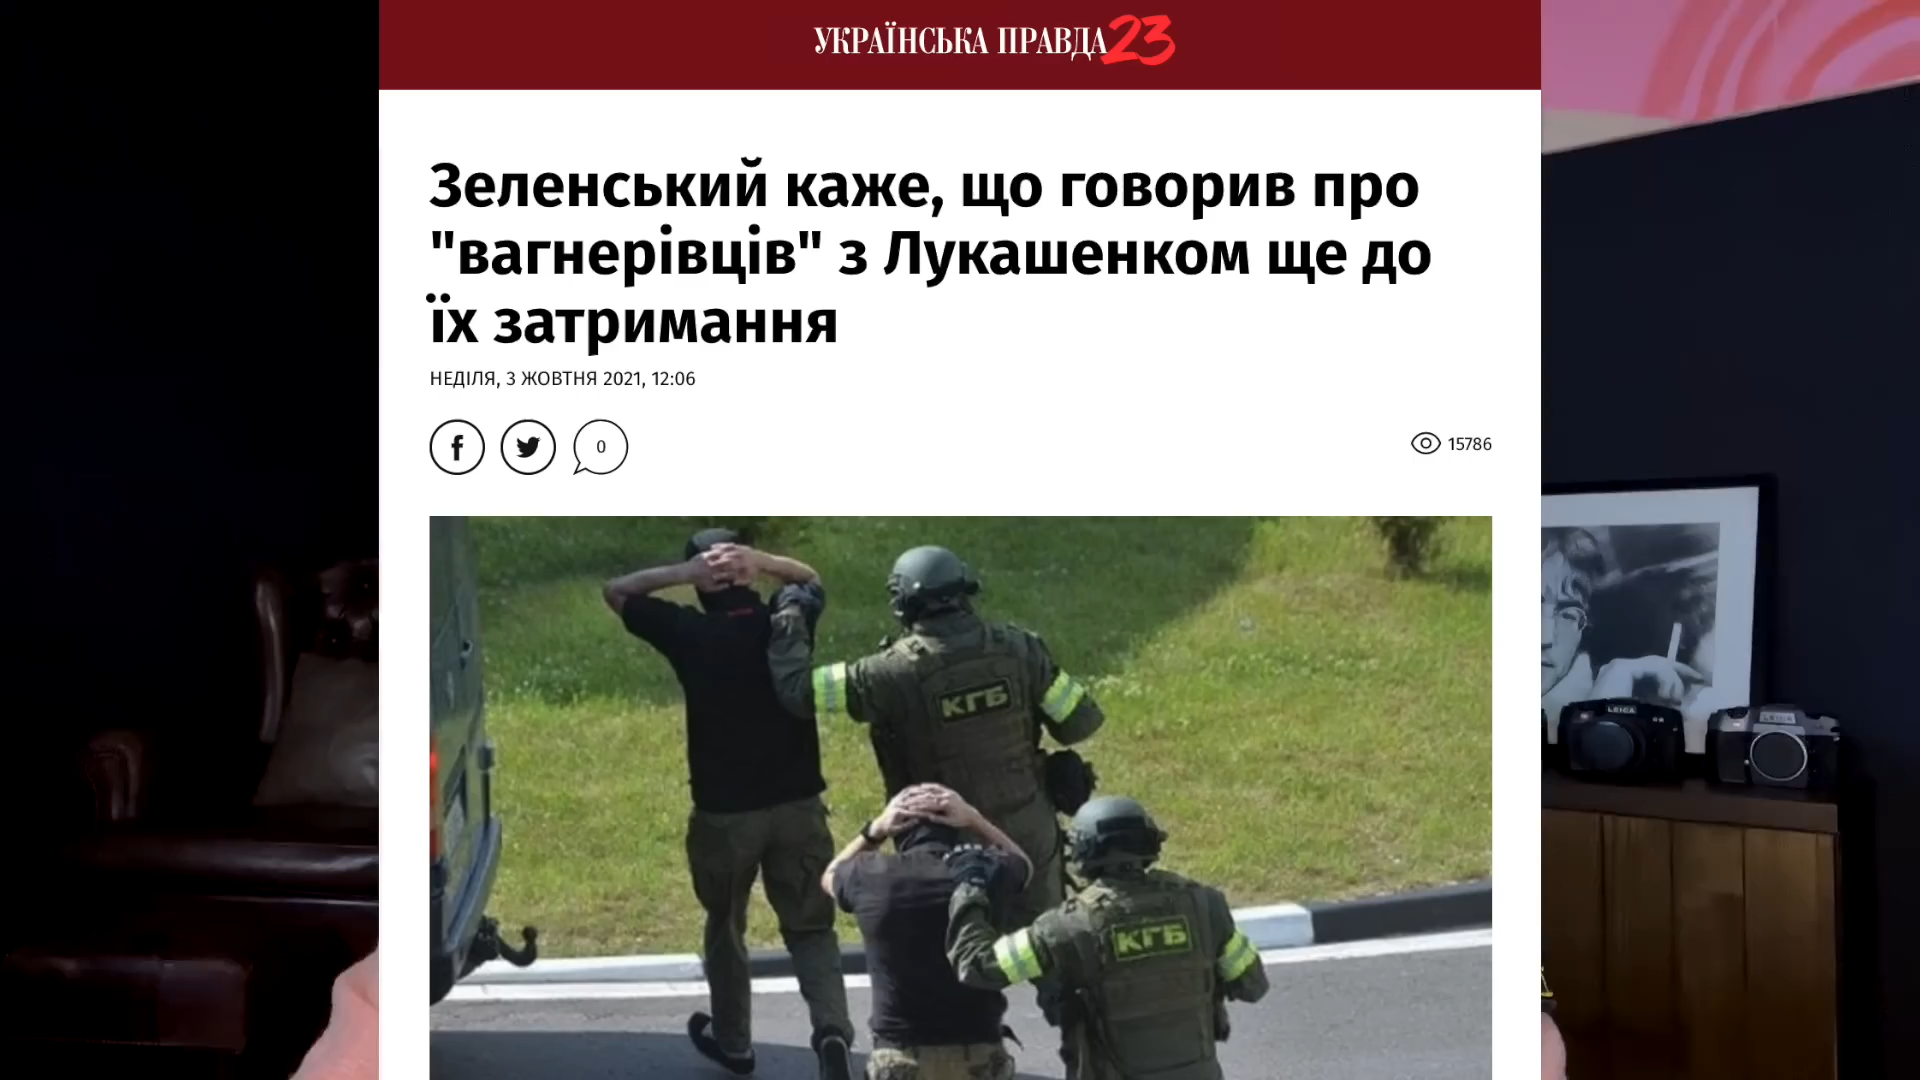 УКРАЇНСЬКА ПРАВДА 23
Зеленський каже, що говорив про
"вагнерівців" з Лукашенком ще до
їх затримання
НЕДІЛЯ, 3 ЖОВТНЯ 2021, 12:06
f
0
15786
КГБ
КГБ
LEICA
LEICA